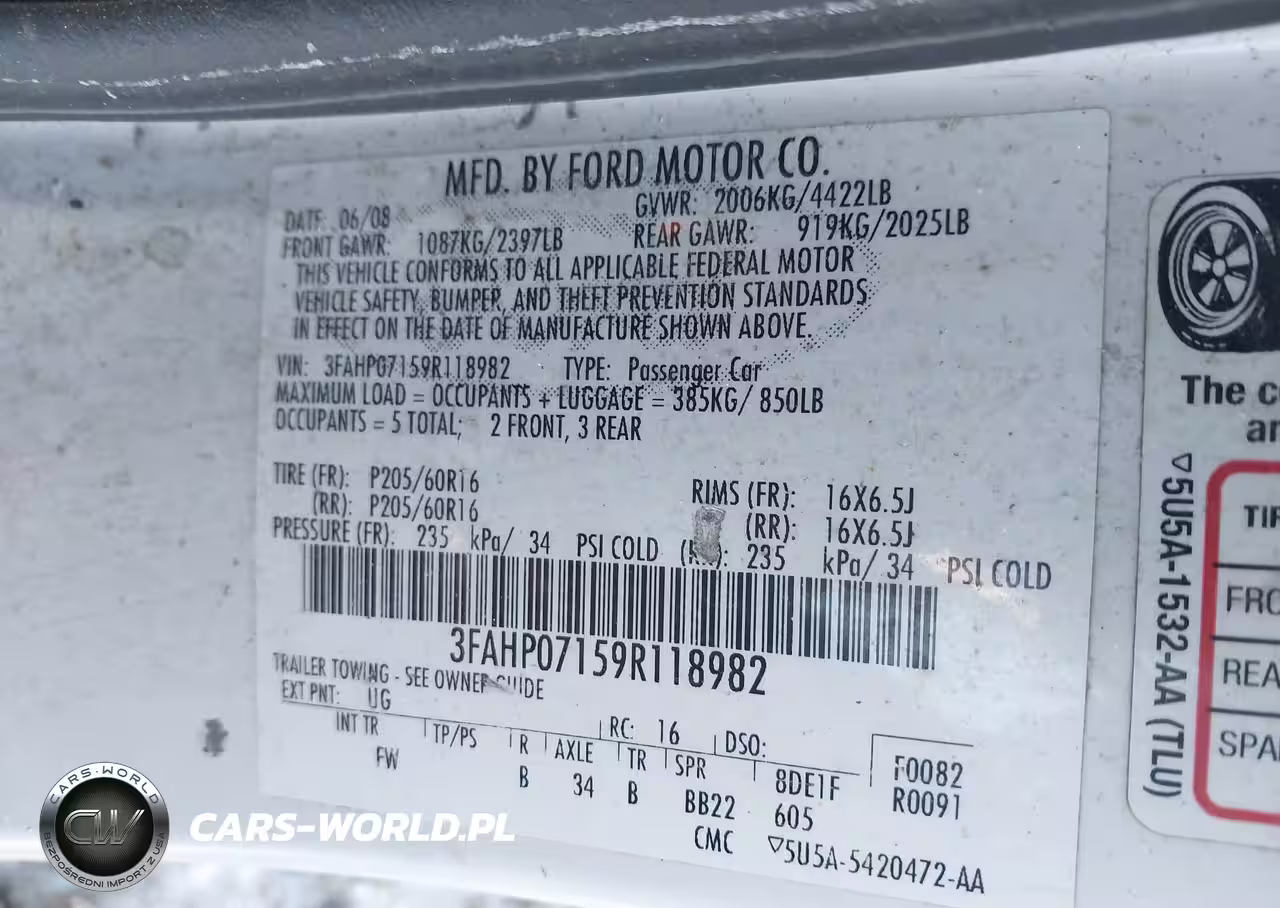 MFD. BY FORD MOTOR CO.
DATE: 06/08 GVWR: 2006KG/4422LB
FRONT GAWR: 1087KG/2397LB REAR GAWR: 919KG/2025LB
THIS VEHICLE CONFORMS TO ALL APPLICABLE FEDERAL MOTOR
VEHICLE SAFETY, BUMPER, AND THEFT PREVENTION STANDARDS
IN EFFECT ON THE DATE OF MANUFACTURE SHOWN ABOVE.
VIN: 3FAHP07159R118982 TYPE: Passenger Car
MAXIMUM LOAD = OCCUPANTS + LUGGAGE = 385KG/ 850LB
OCCUPANTS = 5 TOTAL; 2 FRONT, 3 REAR
TIRE (FR): P205/60R16 RIMS (FR): 16X6.5J
(RR): P205/60R16 (RR): 16X6.5J
PRESSURE (FR): 235 kPa/ 34 PSI COLD 235 kPa/ 34 PSI COLD
3FAHP07159R118982
TRAILER TOWING - SEE OWNER GUIDE
EXT PNT: UG RC: 16 DSO: F0082
INT TR TP/PS R AXLE TR SPR 8DE1F R0091
FW B 34 B BB22 605
CMC ▽5U5A-5420472-AA
The c
an
▽5U5A-1532-AA (TLU)
TIR
FRO
REA
SPA
CARS-WORLD
CW
BEZPOŚREDNI IMPORT Z USA
CARS-WORLD.PL